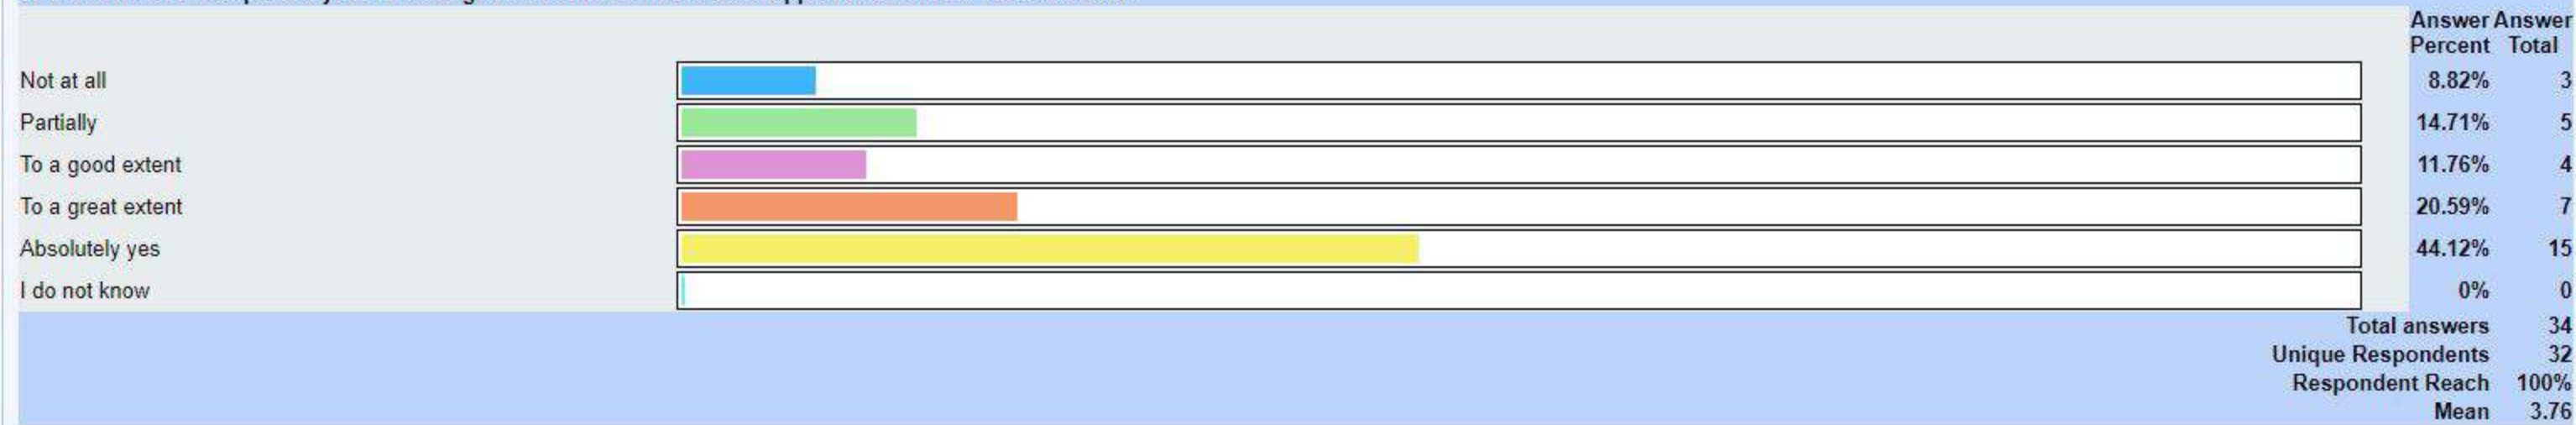 Answer Answer
Percent Total
Not at all 8.82% 3
Partially 14.71% 5
To a good extent 11.76% 4
To a great extent 20.59% 7
Absolutely yes 44.12% 15
I do not know 0% 0
Total answers 34
Unique Respondents 32
Respondent Reach 100%
Mean 3.76